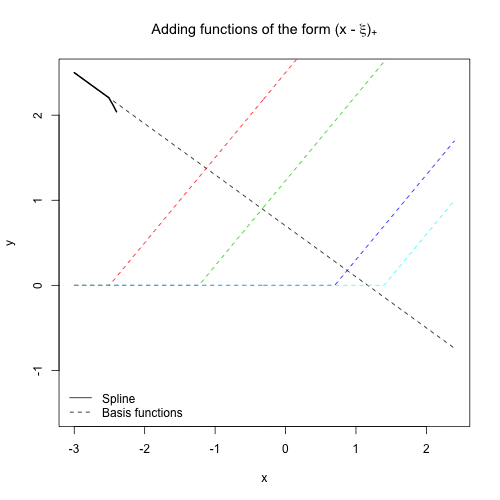 Adding functions of the form (x - ξ)₊
y
2
1
0
-1
Spline
Basis functions
-3 -2 -1 0 1 2
x